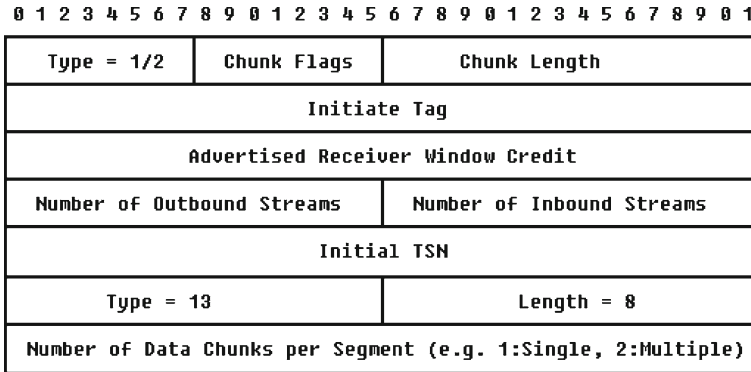 0 1 2 3 4 5 6 7 8 9 0 1 2 3 4 5 6 7 8 9 0 1 2 3 4 5 6 7 8 9 0 1
Type = 1/2 Chunk Flags Chunk Length
Initiate Tag
Advertised Receiver Window Credit
Number of Outbound Streams Number of Inbound Streams
Initial TSN
Type = 13 Length = 8
Number of Data Chunks per Segment (e.g. 1:Single, 2:Multiple)